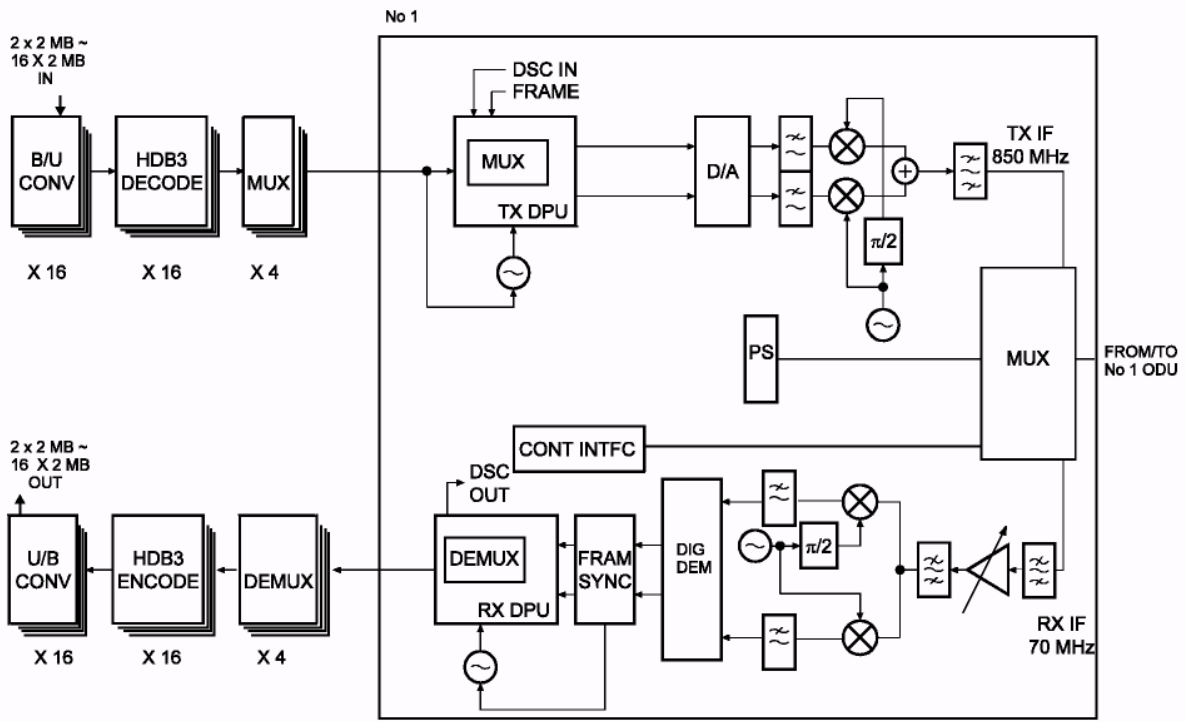 No 1
2 x 2 MB ~
16 X 2 MB
IN
B/U
CONV
X 16
HDB3
DECODE
X 16
MUX
X 4
DSC IN
FRAME
MUX
TX DPU
D/A
π/2
TX IF
850 MHz
PS
MUX
FROM/TO
No 1 ODU
CONT INTFC
2 x 2 MB ~
16 X 2 MB
OUT
U/B
CONV
X 16
HDB3
ENCODE
X 16
DEMUX
X 4
DSC
OUT
DEMUX
RX DPU
FRAM
SYNC
DIG
DEM
π/2
RX IF
70 MHz